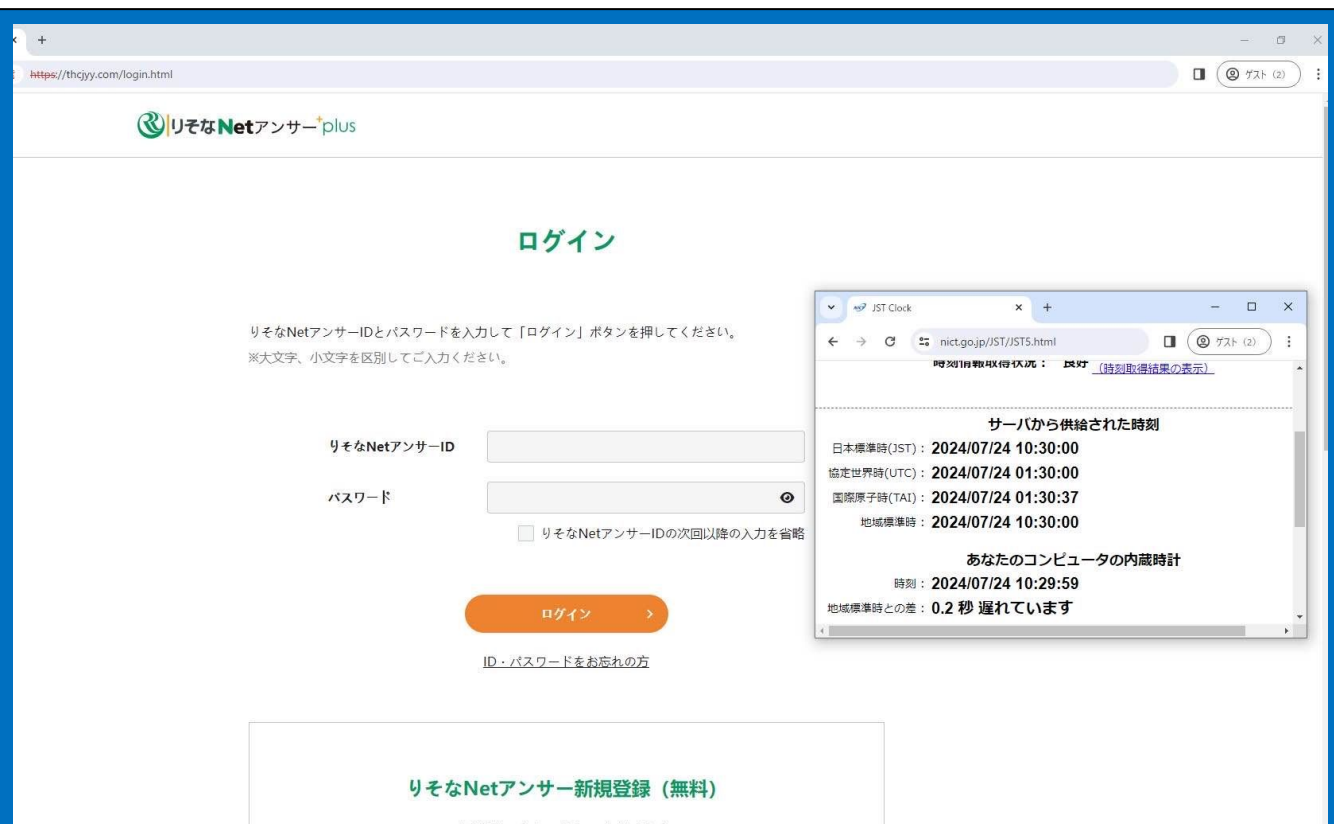 https://thcjyy.com/login.html
ゲスト (2)
りそなNetアンサー+plus
ログイン
りそなNetアンサーIDとパスワードを入力して「ログイン」ボタンを押してください。
※大文字、小文字を区別してご入力ください。
りそなNetアンサーID
パスワード
りそなNetアンサーIDの次回以降の入力を省略
ログイン
ID・パスワードをお忘れの方
りそなNetアンサー新規登録（無料）
JST Clock
nict.go.jp/JST/JST5.html
ゲスト (2)
時刻情報取得状況： 良好 （時刻取得結果の表示）
サーバから供給された時刻
日本標準時(JST)： 2024/07/24 10:30:00
協定世界時(UTC)： 2024/07/24 01:30:00
国際原子時(TAI)： 2024/07/24 01:30:37
地域標準時： 2024/07/24 10:30:00
あなたのコンピュータの内蔵時計
時刻： 2024/07/24 10:29:59
地域標準時との差： 0.2 秒 遅れています